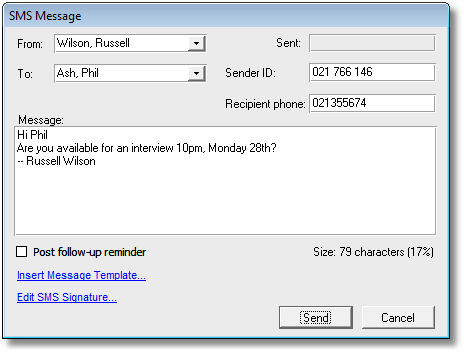 SMS Message
From: Wilson, Russell Sent:
To: Ash, Phil Sender ID: 021 766 146
Recipient phone: 021355674
Message:
Hi Phil
Are you available for an interview 10pm, Monday 28th?
-- Russell Wilson
Post follow-up reminder Size: 79 characters (17%)
Insert Message Template...
Edit SMS Signature...
Send Cancel